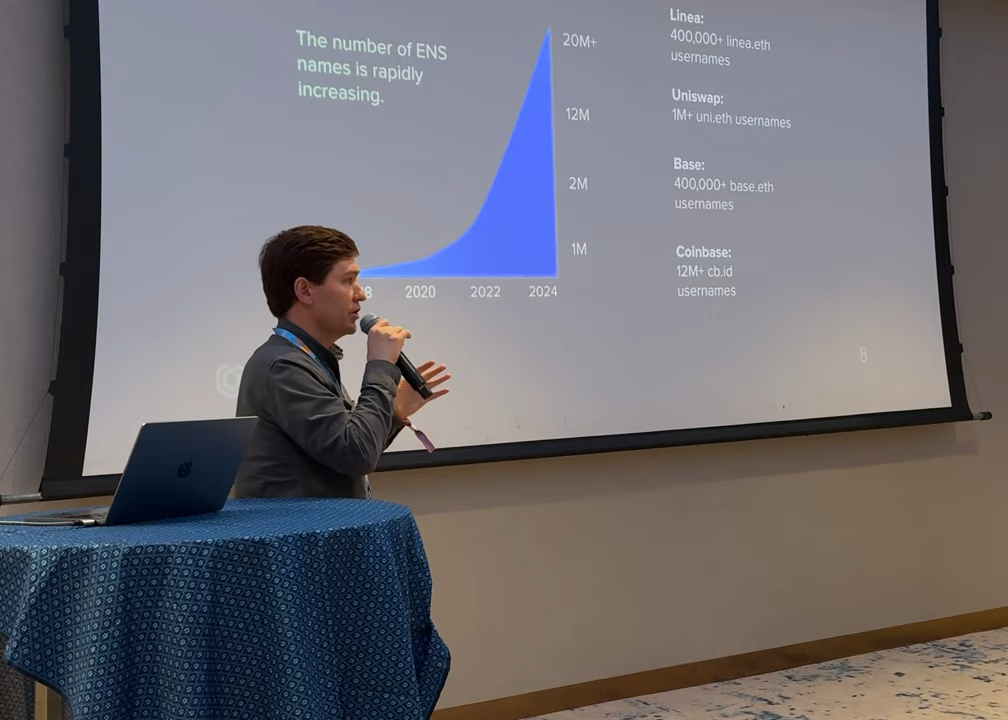 The number of ENS
names is rapidly
increasing.
20M+
12M
2M
1M
8
2020
2022
2024
Linea:
400,000+ linea.eth
usernames
Uniswap:
1M+ uni.eth usernames
Base:
400,000+ base.eth
usernames
Coinbase:
12M+ cb.id
usernames
8